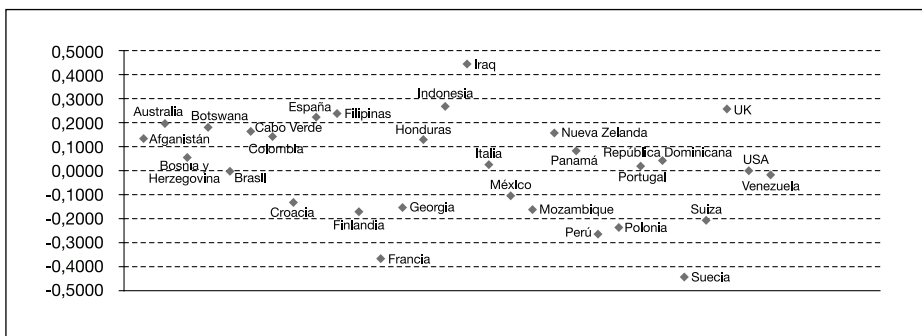 0,5000
0,4000
0,3000
0,2000
0,1000
0,0000
-0,1000
-0,2000
-0,3000
-0,4000
-0,5000
Iraq
Indonesia
España
Filipinas
UK
Australia
Botswana
Cabo Verde
Honduras
Nueva Zelanda
Afganistán
Colombia
Italia
Panamá
República Dominicana
Bosnia y
Herzegovina
Brasil
Portugal
USA
Venezuela
México
Croacia
Finlandia
Georgia
Mozambique
Suiza
Perú
Polonia
Francia
Suecia